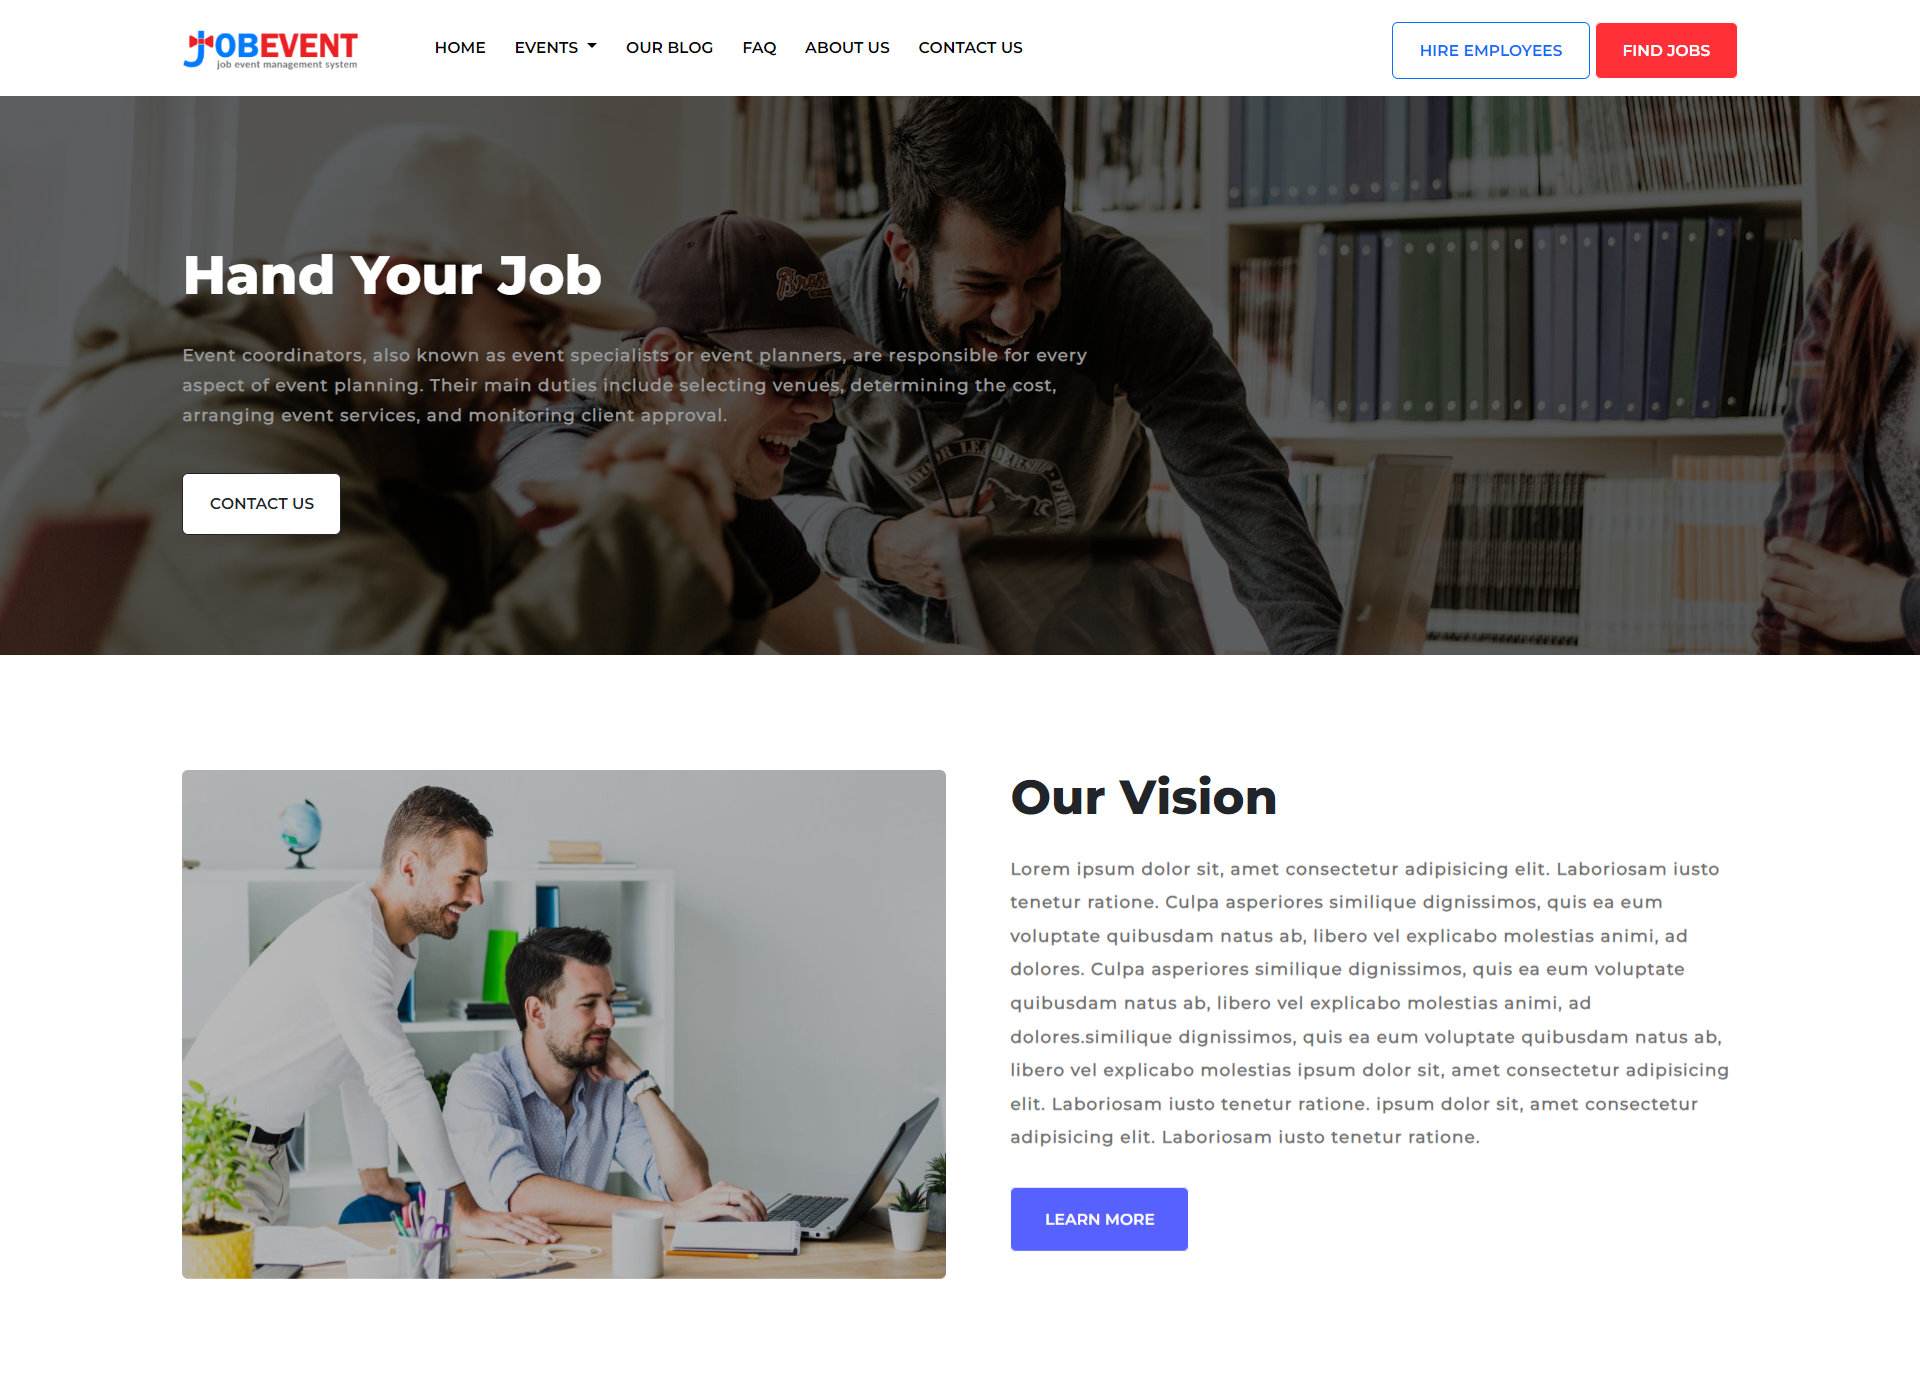 JOBEVENT
job event management system
HOME EVENTS OUR BLOG FAQ ABOUT US CONTACT US
HIRE EMPLOYEES FIND JOBS
Hand Your Job
Event coordinators, also known as event specialists or event planners, are responsible for every
aspect of event planning. Their main duties include selecting venues, determining the cost,
arranging event services, and monitoring client approval.
CONTACT US
Our Vision
Lorem ipsum dolor sit, amet consectetur adipisicing elit. Laboriosam iusto
tenetur ratione. Culpa asperiores similique dignissimos, quis ea eum
voluptate quibusdam natus ab, libero vel explicabo molestias animi, ad
dolores. Culpa asperiores similique dignissimos, quis ea eum voluptate
quibusdam natus ab, libero vel explicabo molestias animi, ad
dolores.similique dignissimos, quis ea eum voluptate quibusdam natus ab,
libero vel explicabo molestias ipsum dolor sit, amet consectetur adipisicing
elit. Laboriosam iusto tenetur ratione. ipsum dolor sit, amet consectetur
adipisicing elit. Laboriosam iusto tenetur ratione.
LEARN MORE